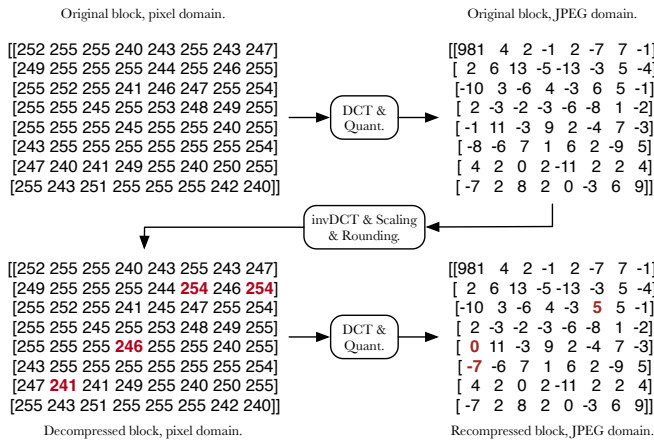 Original block, pixel domain.
Original block, JPEG domain.
[[252 255 255 240 243 255 243 247]
[249 255 255 255 244 255 246 255]
[255 252 255 241 246 247 255 254]
[255 255 245 255 253 248 249 255]
[255 255 255 245 255 255 240 255]
[243 255 255 255 255 255 255 254]
[247 240 241 249 255 240 250 255]
[255 243 251 255 255 255 242 240]]
DCT &
Quant.
[[981 4 2 -1 2 -7 7 -1]
[ 2 6 13 -5 -13 -3 5 -4]
[-10 3 -6 4 -3 6 5 -1]
[ 2 -3 -2 -3 -6 -8 1 -2]
[ -1 11 -3 9 2 -4 7 -3]
[ -8 -6 7 1 6 2 -9 5]
[ 4 2 0 2 -11 2 2 4]
[ -7 2 8 2 0 -3 6 9]]
invDCT & Scaling
& Rounding.
[[252 255 255 240 243 255 243 247]
[249 255 255 255 244 254 246 254]
[255 252 255 241 245 247 255 254]
[255 255 245 255 253 248 249 255]
[255 255 255 246 255 255 240 255]
[243 255 255 255 255 255 255 254]
[247 241 241 249 255 240 250 255]
[255 243 251 255 255 255 242 240]]
DCT &
Quant.
[[981 4 2 -1 2 -7 7 -1]
[ 2 6 13 -5 -13 -3 5 -4]
[-10 3 -6 4 -3 5 5 -1]
[ 2 -3 -2 -3 -6 -8 1 -2]
[ 0 11 -3 9 2 -4 7 -3]
[ -7 -6 7 1 6 2 -9 5]
[ 4 2 0 2 -11 2 2 4]
[ -7 2 8 2 0 -3 6 9]]
Decompressed block, pixel domain.
Recompressed block, JPEG domain.